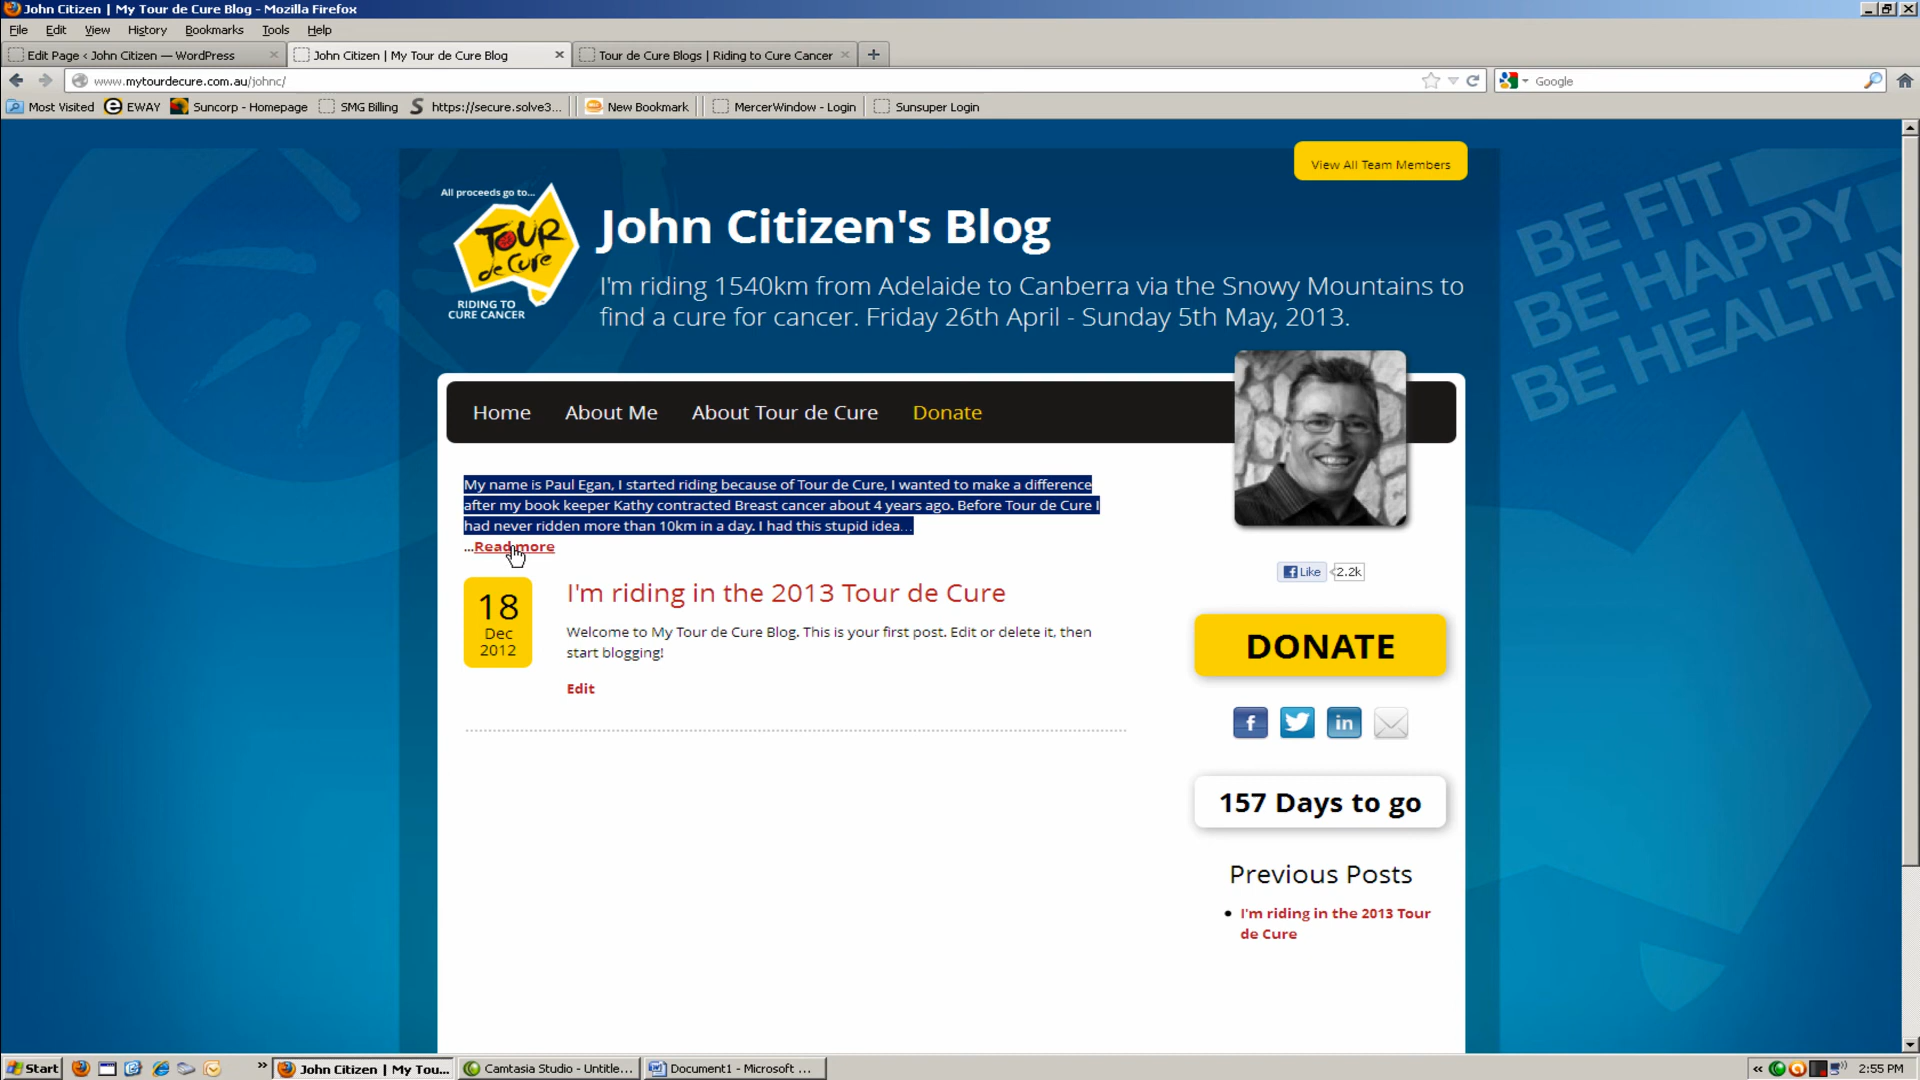 John Citizen | My Tour de Cure Blog - Mozilla Firefox
File Edit View History Bookmarks Tools Help
Edit Page ‹ John Citizen — WordPress
John Citizen | My Tour de Cure Blog
Tour de Cure Blogs | Riding to Cure Cancer
www.mytourdecure.com.au/johnc/
Google
Most Visited EWAY Suncorp - Homepage SMG Billing https://secure.solve3... New Bookmark MercerWindow - Login Sunsuper Login
View All Team Members
All proceeds go to...
TOUR
de Cure
RIDING TO
CURE CANCER
John Citizen's Blog
I'm riding 1540km from Adelaide to Canberra via the Snowy Mountains to
find a cure for cancer. Friday 26th April - Sunday 5th May, 2013.
BE FIT
BE HAPPY
BE HEALTHY
Home About Me About Tour de Cure Donate
My name is Paul Egan, I started riding because of Tour de Cure, I wanted to make a difference
after my book keeper Kathy contracted Breast cancer about 4 years ago. Before Tour de Cure I
had never ridden more than 10km in a day. I had this stupid idea...
...Read more
18
Dec
2012
I'm riding in the 2013 Tour de Cure
Welcome to My Tour de Cure Blog. This is your first post. Edit or delete it, then
start blogging!
Edit
Like 2.2k
DONATE
157 Days to go
Previous Posts
I'm riding in the 2013 Tour
de Cure
Start
John Citizen | My Tou...
Camtasia Studio - Untitle...
Document1 - Microsoft ...
2:55 PM